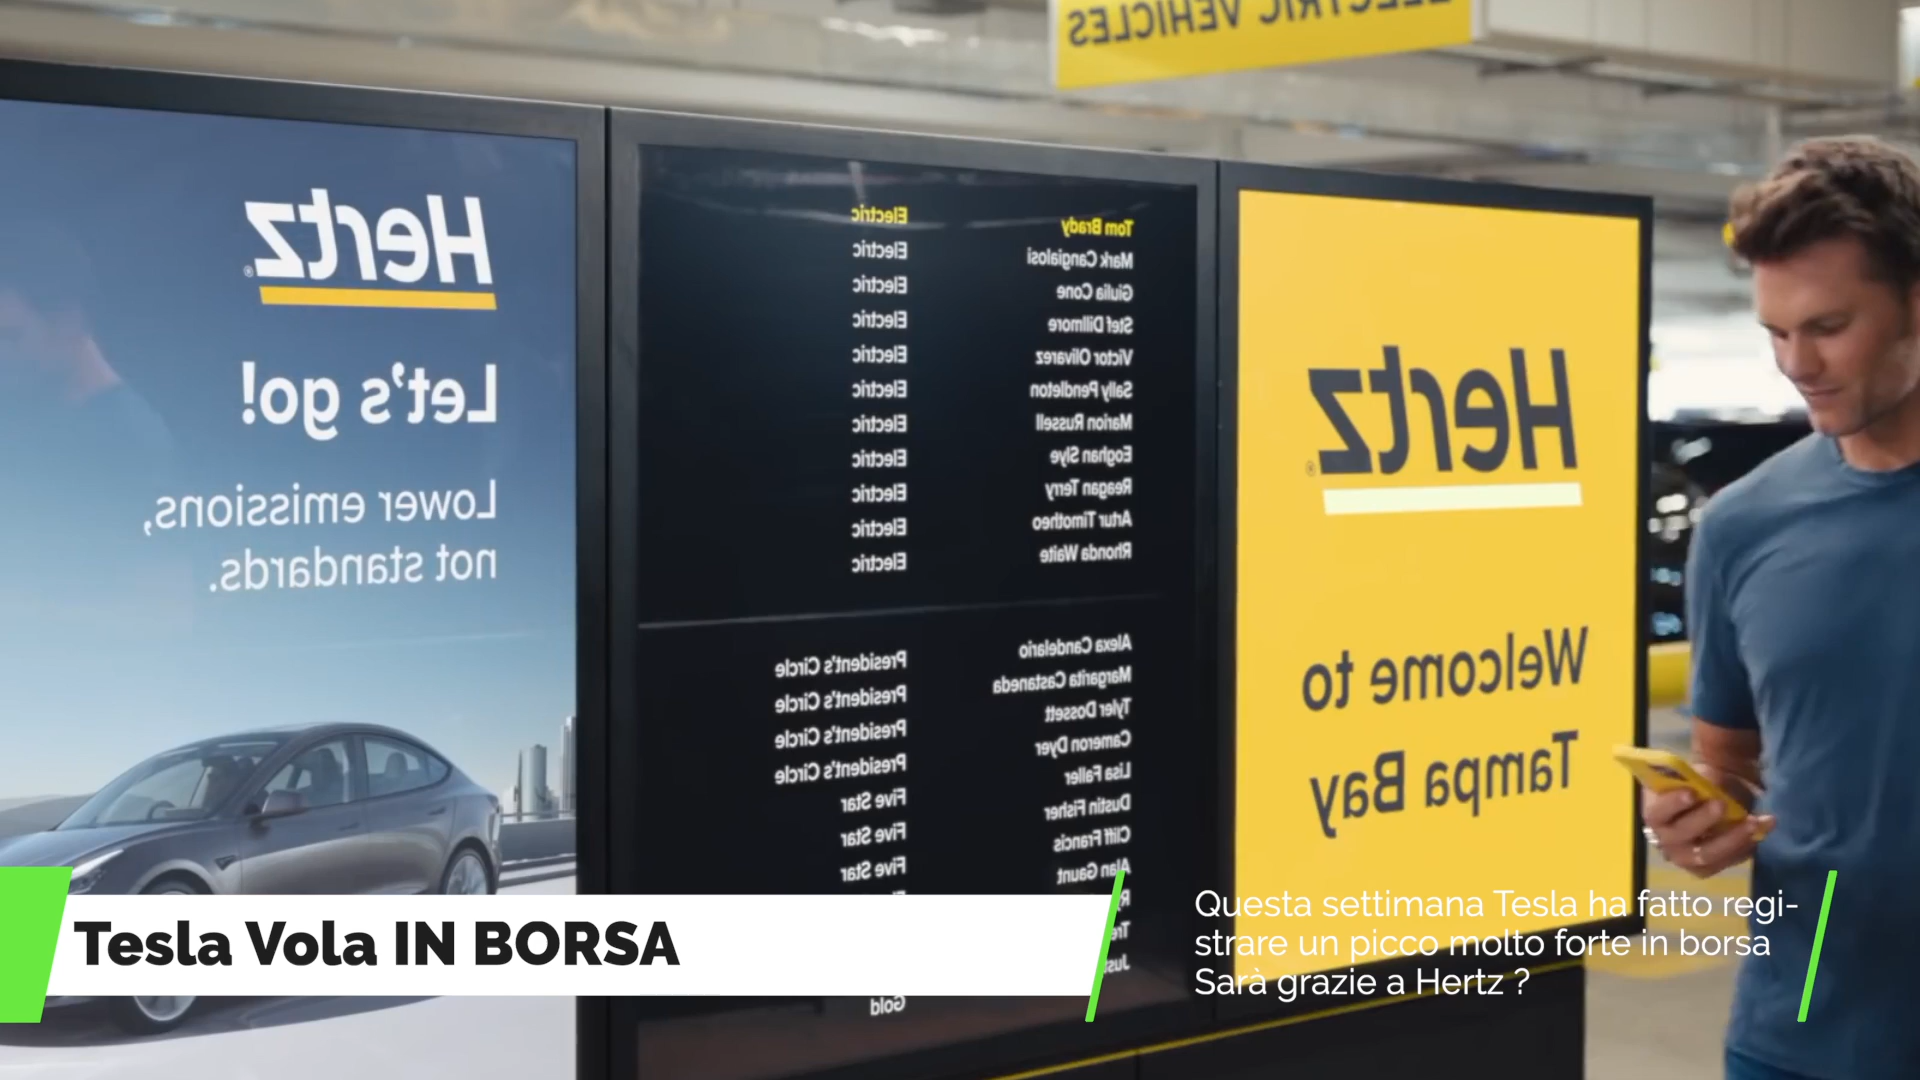 ELECTRIC VEHICLES
Hertz
Let's go!
Lower emissions,
not standards.
Tom Brady Electric
Mark Cangialosi Electric
Giulia Cone Electric
Stef Dillmore Electric
Victor Olivarez Electric
Sally Pendleton Electric
Marion Russell Electric
Eoghan Slye Electric
Reagan Terry Electric
Artur Timotheo Electric
Rhonda Waite Electric
Alexa Candelario President's Circle
Margarita Castaneda President's Circle
Tyler Dossett President's Circle
Cameron Dyer President's Circle
Lisa Faller Five Star
Dustin Fisher Five Star
Cliff Francis Five Star
Alan Gaunt
Gold
Hertz
Welcome to
Tampa Bay
Tesla Vola IN BORSA
Questa settimana Tesla ha fatto regi-
strare un picco molto forte in borsa
Sarà grazie a Hertz ?